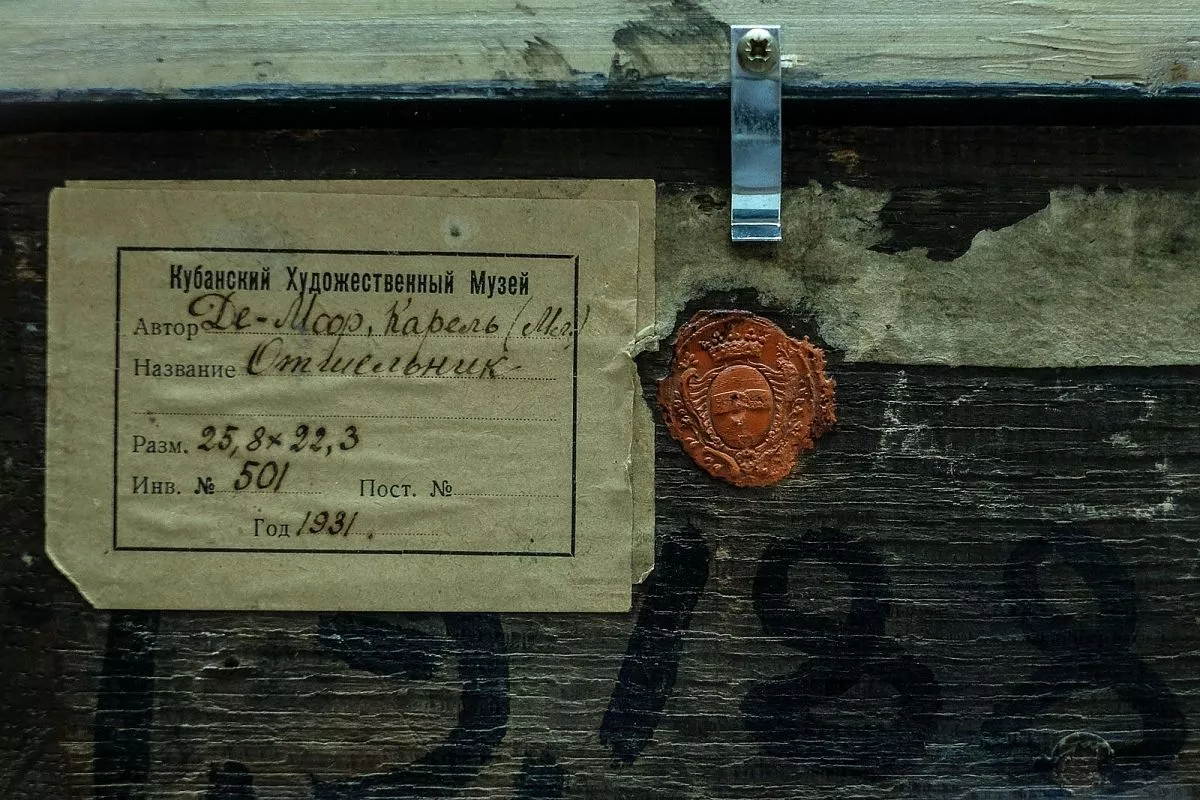 Кубанский Художественный Музей
Автор Де-Моор, Карель (Мл.)
Название Отшельник
Разм. 25,8 x 22,3
Инв. № 501 Пост. №
Год 1931.
188